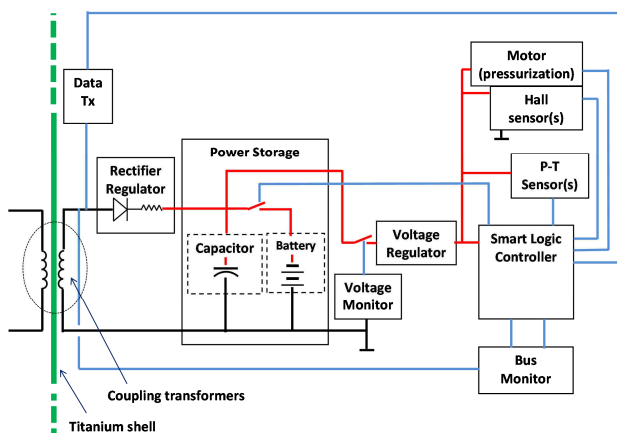 Motor
(pressurization)
Data
Tx
Hall
sensor(s)
Power Storage
Rectifier
Regulator
P-T
Sensor(s)
Voltage
Regulator
Smart Logic
Controller
Capacitor
Battery
Voltage
Monitor
Bus
Monitor
Coupling transformers
Titanium shell